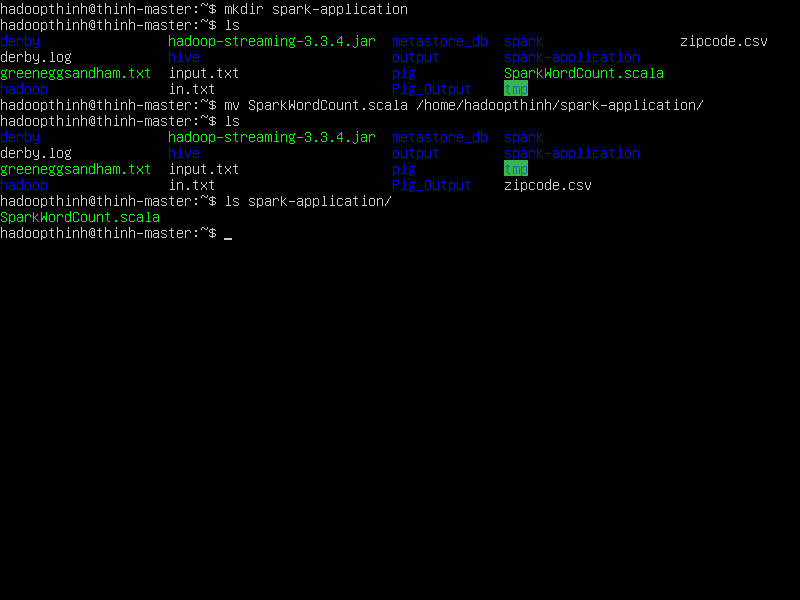 hadoopthinh@thinh-master:~$ mkdir spark-application
hadoopthinh@thinh-master:~$ ls
derby hadoop-streaming-3.3.4.jar metastore_db spark zipcode.csv
derby.log hive output spark-application
greeneggsandham.txt input.txt pig SparkWordCount.scala
hadoop in.txt Pig_Output tmp
hadoopthinh@thinh-master:~$ mv SparkWordCount.scala /home/hadoopthinh/spark-application/
hadoopthinh@thinh-master:~$ ls
derby hadoop-streaming-3.3.4.jar metastore_db spark
derby.log hive output spark-application
greeneggsandham.txt input.txt pig tmp
hadoop in.txt Pig_Output zipcode.csv
hadoopthinh@thinh-master:~$ ls spark-application/
SparkWordCount.scala
hadoopthinh@thinh-master:~$ _